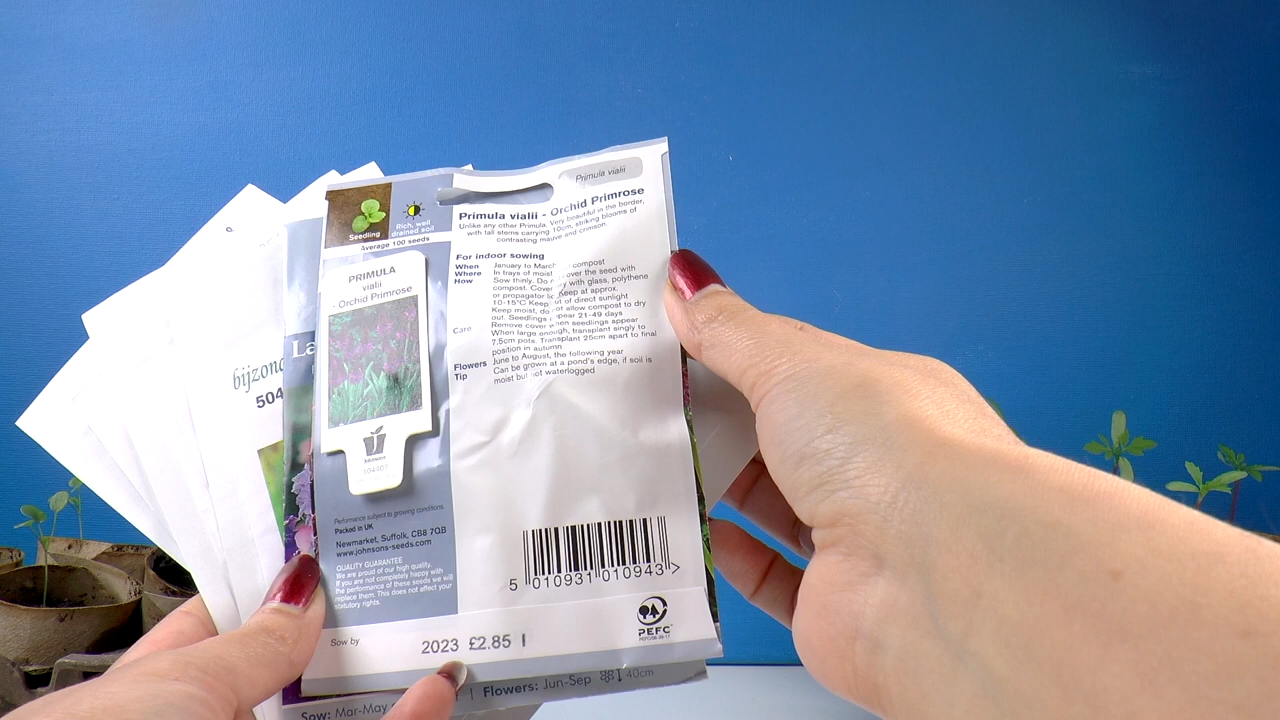 Primula vialii
Seedling
Rich, well
drained soil
Average 100 seeds
Primula vialii - Orchid Primrose
Unlike any other Primula. Very beautiful in the border,
with tall stems carrying 10cm, striking blooms of
contrasting mauve and crimson.
For indoor sowing
When January to March
Where In trays of moist compost
How Sow thinly. Do over the seed with
compost. Cover with glass, polythene
or propagator Keep at approx.
10-15°C Keep out of direct sunlight
Keep moist, do not allow compost to dry
out. Seedlings appear 21-49 days
Care Remove cover when seedlings appear
When large enough, transplant singly to
7.5cm pots. Transplant 25cm apart to final
position in autumn
Flowers June to August, the following year
Tip Can be grown at a pond's edge, if soil is
moist but not waterlogged
PRIMULA
vialii
- Orchid Primrose
Johnsons
La
bijzond
504
Performance subject to growing conditions.
Packed in UK
Newmarket, Suffolk, CB8 7QB
www.johnsons-seeds.com
QUALITY GUARANTEE
We are proud of our high quality.
If you are not completely happy with
the performance of these seeds we will
replace them. This does not affect your
statutory rights.
5 010931 010943 >
PEFC
Sow by 2023 £2.85 I
Sow: Mar-May | Flowers: Jun-Sep 40cm